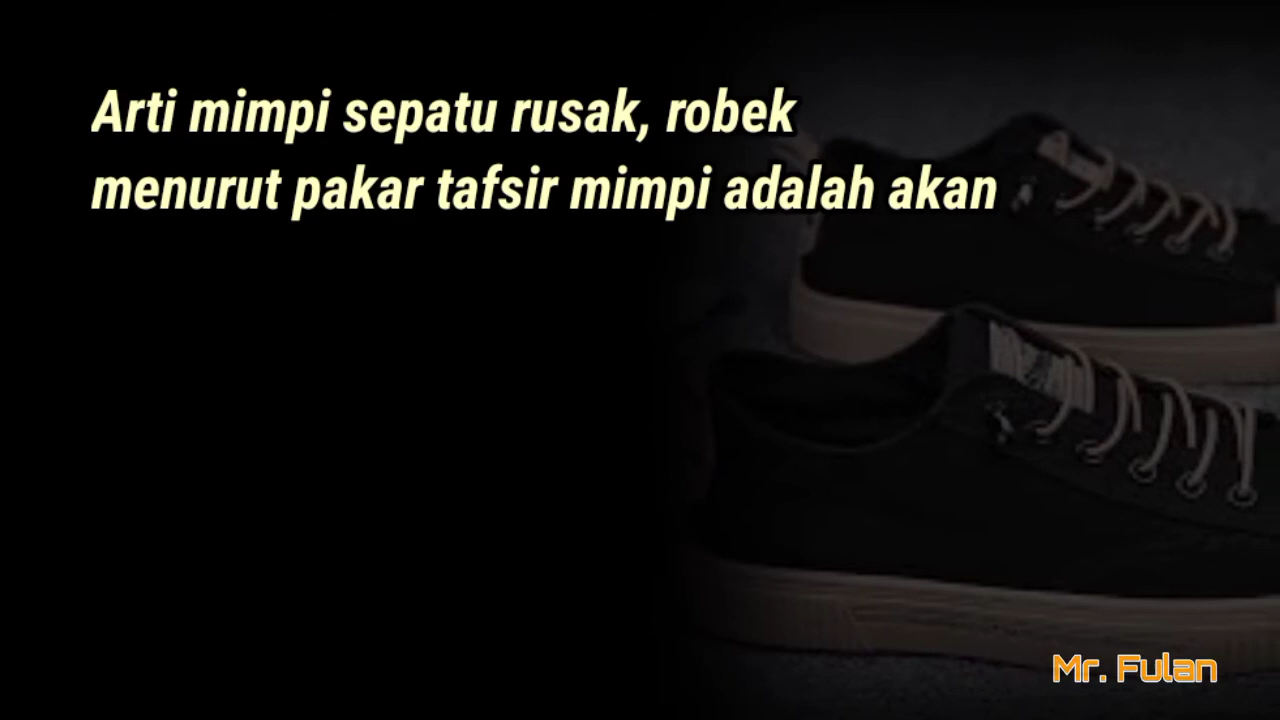 Arti mimpi sepatu rusak, robek
menurut pakar tafsir mimpi adalah akan
Mr. Fulan